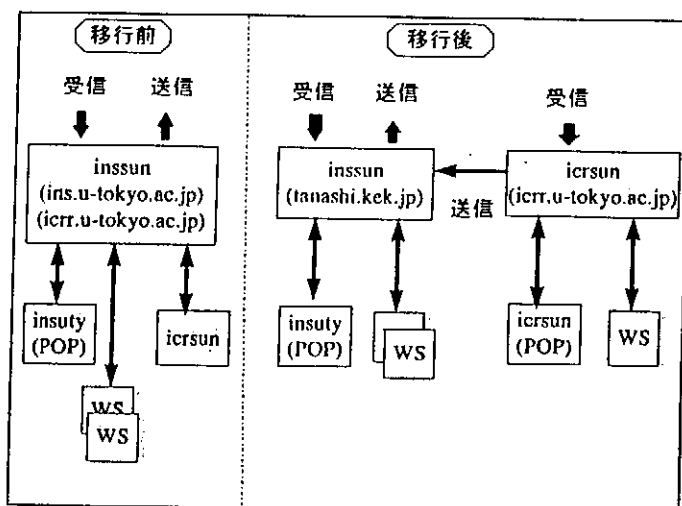 移行前
受信 送信
inssun
(ins.u-tokyo.ac.jp)
(icrr.u-tokyo.ac.jp)
insuty
(POP)
icrsun
WS
WS
移行後
受信 送信
受信
inssun
(tanashi.kek.jp)
送信
icrsun
(icrr.u-tokyo.ac.jp)
insuty
(POP)
WS
icrsun
(POP)
WS